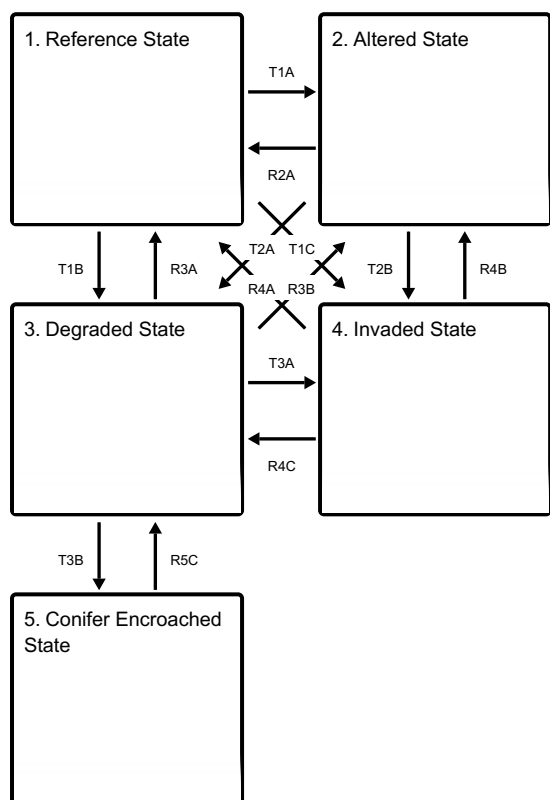 1. Reference State
2. Altered State
T1A
R2A
T2A
T1C
T1B
R3A
T2B
R4B
R4A
R3B
3. Degraded State
4. Invaded State
T3A
R4C
T3B
R5C
5. Conifer Encroached
State